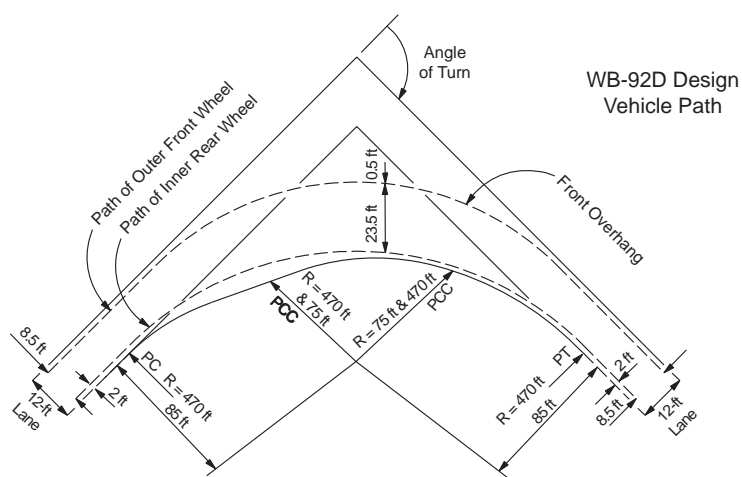 Angle
of Turn
WB-92D Design
Vehicle Path
Path of Outer Front Wheel
Path of Inner Rear Wheel
0.5 ft
23.5 ft
Front Overhang
R = 470 ft
& 75 ft
PCC
R = 75 ft & 470 ft
PCC
8.5 ft
12-ft
Lane
2 ft
PC
R = 470 ft
85 ft
PT
R = 470 ft
85 ft
2 ft
8.5 ft
12-ft
Lane